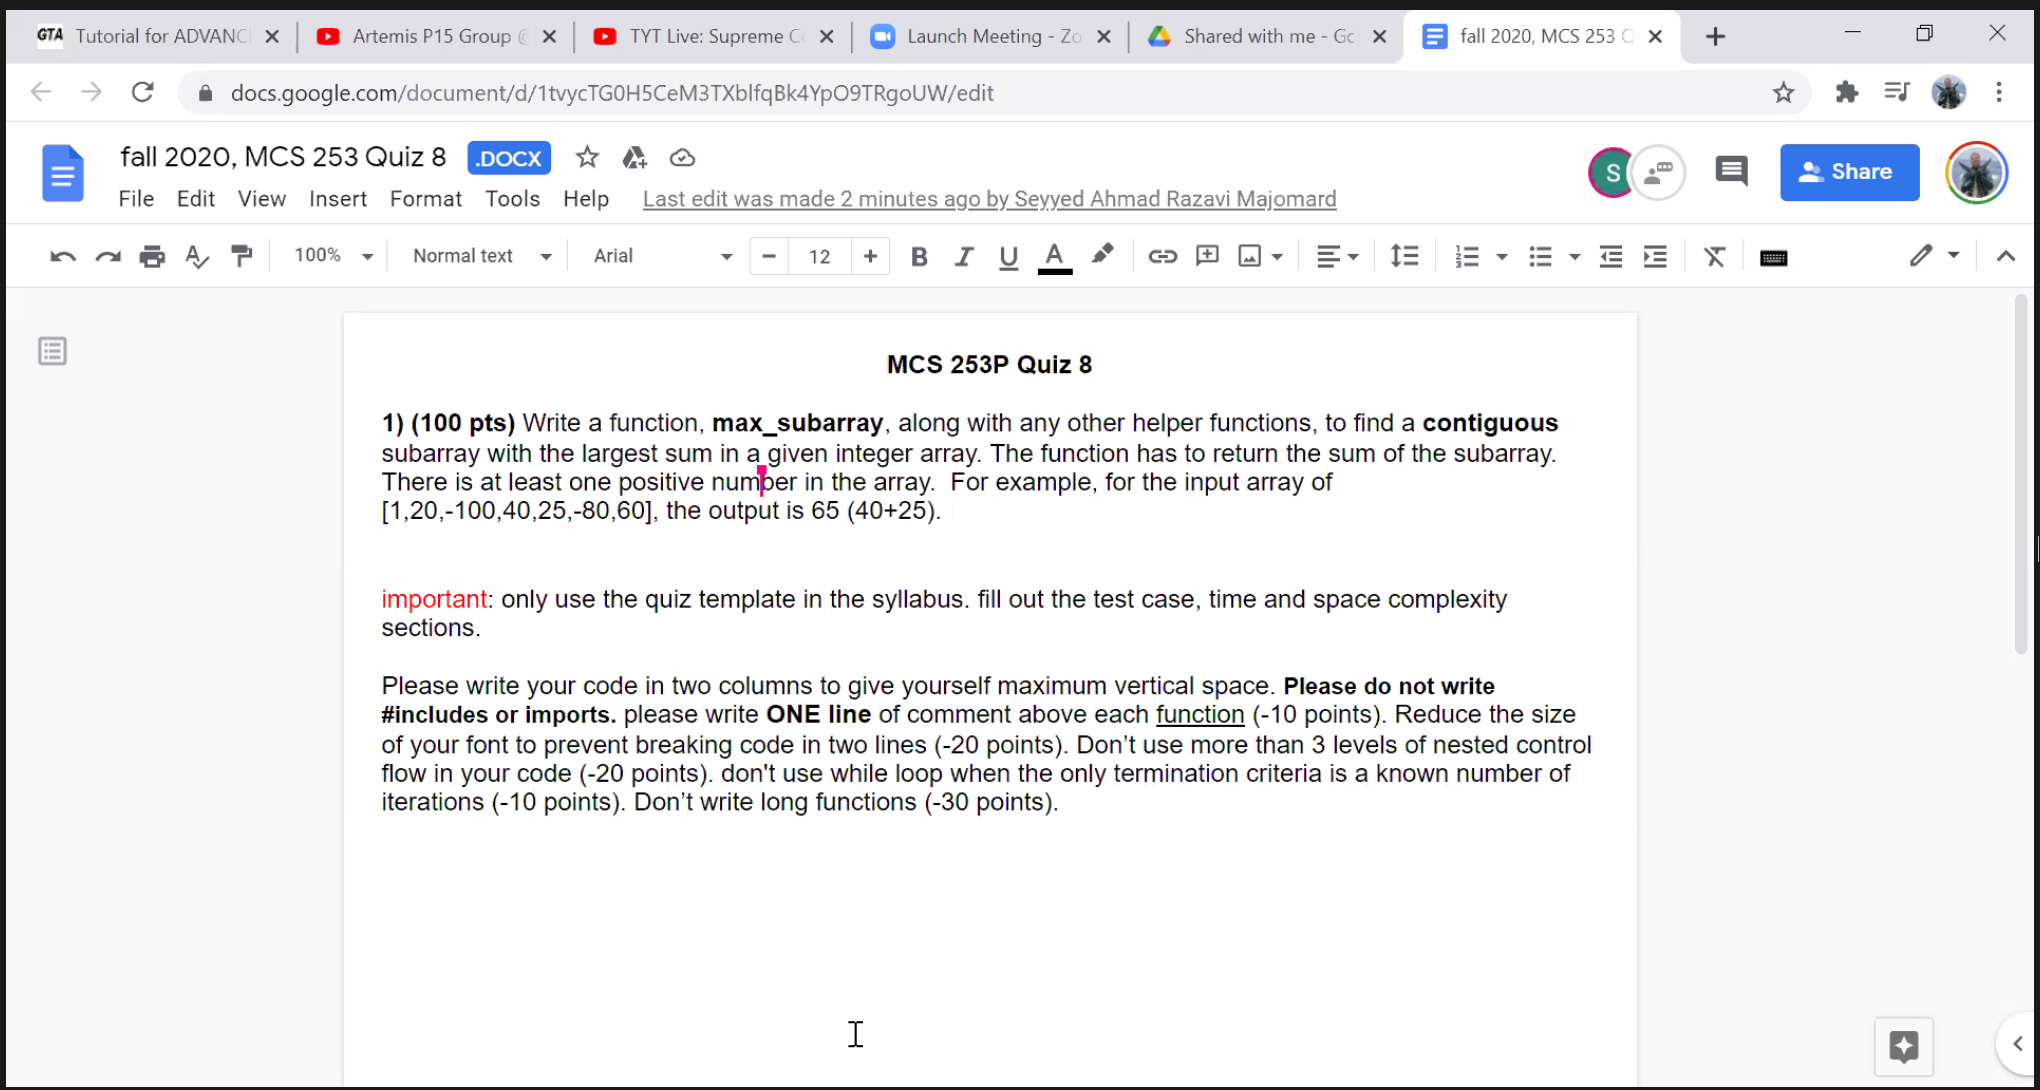 GTA Tutorial for ADVANC
Artemis P15 Group
TYT Live: Supreme C
Launch Meeting - Zo
Shared with me - Go
fall 2020, MCS 253 Q
docs.google.com/document/d/1tvycTG0H5CeM3TXblfqBk4YpO9TRgoUW/edit
fall 2020, MCS 253 Quiz 8 .DOCX
S
Share
File Edit View Insert Format Tools Help Last edit was made 2 minutes ago by Seyyed Ahmad Razavi Majomard
100% Normal text Arial 12 B I U A
MCS 253P Quiz 8
1) (100 pts) Write a function, max_subarray, along with any other helper functions, to find a contiguous
subarray with the largest sum in a given integer array. The function has to return the sum of the subarray.
There is at least one positive number in the array. For example, for the input array of
[1,20,-100,40,25,-80,60], the output is 65 (40+25).
important: only use the quiz template in the syllabus. fill out the test case, time and space complexity
sections.
Please write your code in two columns to give yourself maximum vertical space. Please do not write
#includes or imports. please write ONE line of comment above each function (-10 points). Reduce the size
of your font to prevent breaking code in two lines (-20 points). Don’t use more than 3 levels of nested control
flow in your code (-20 points). don't use while loop when the only termination criteria is a known number of
iterations (-10 points). Don’t write long functions (-30 points).